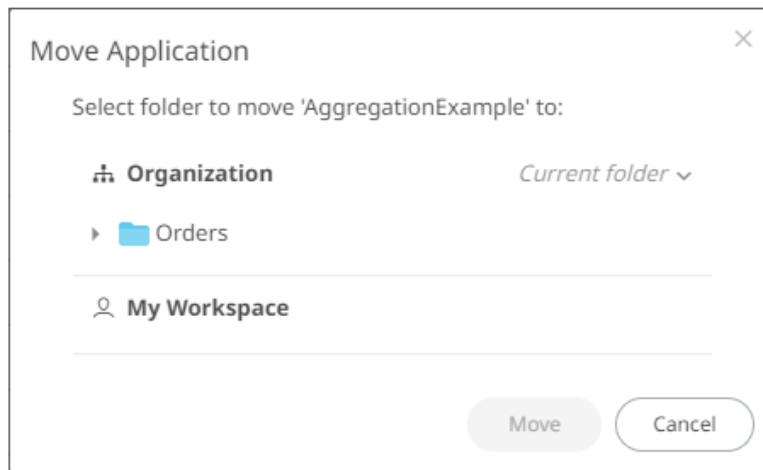 Move Application
Select folder to move 'AggregationExample' to:
Organization Current folder
Orders
My Workspace
Move Cancel